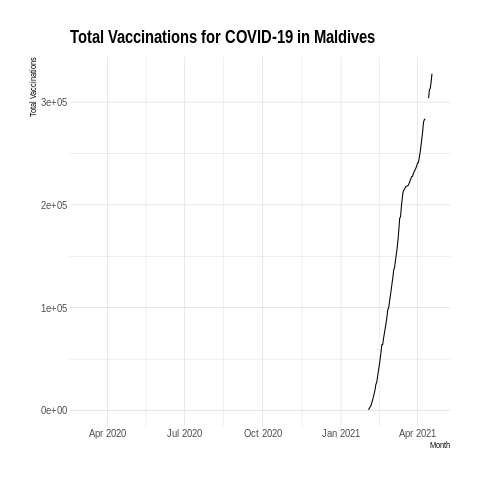 Total Vaccinations for COVID-19 in Maldives
Total Vaccinations
3e+05
2e+05
1e+05
0e+00
Apr 2020 Jul 2020 Oct 2020 Jan 2021 Apr 2021
Month